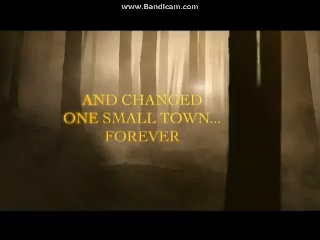 www.BANDICAM.com
AND CHANGED
ONE SMALL TOWN...
FOREVER